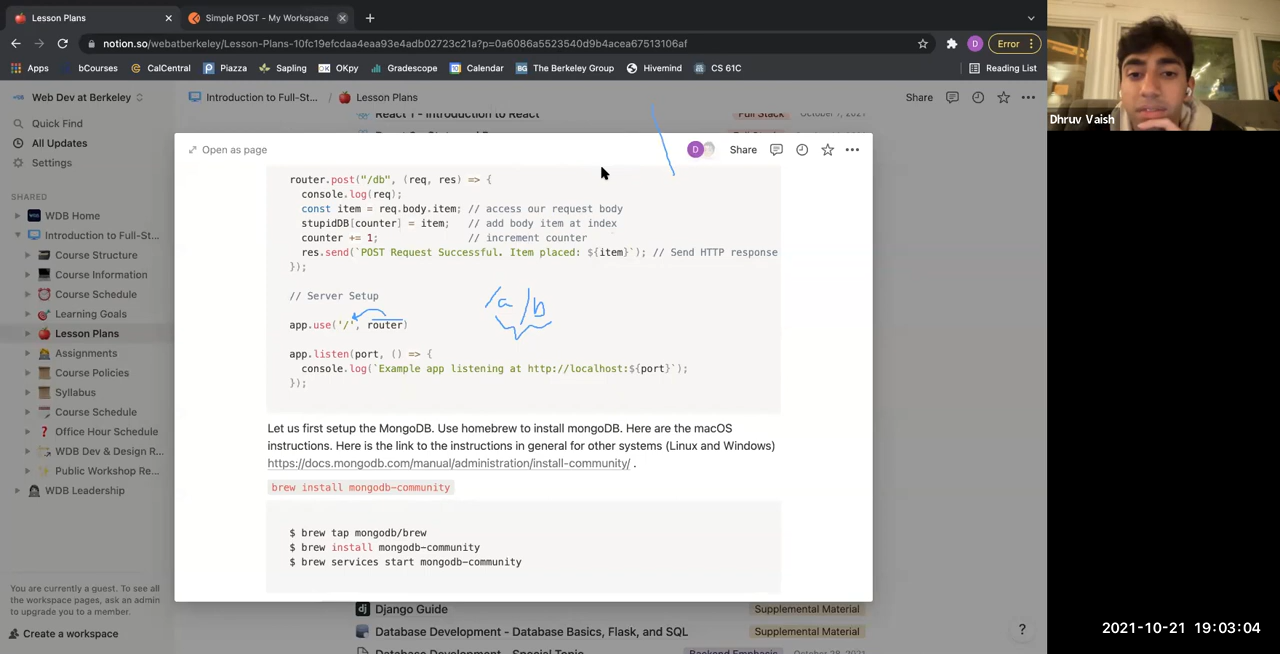 Lesson Plans
Simple POST - My Workspace
notion.so/webatberkeley/Lesson-Plans-10fc19efcdaa4eaa93e4adb02723c21a?p=0a6086a5523540d9b4acea67513106af
D
Error
Apps
bCourses
CalCentral
Piazza
Sapling
OKpy
Gradescope
Calendar
The Berkeley Group
Hivemind
CS 61C
Reading List
Web Dev at Berkeley
Introduction to Full-St... / Lesson Plans
Share
Quick Find
All Updates
Settings
SHARED
WDB Home
Introduction to Full-St...
Course Structure
Course Information
Course Schedule
Learning Goals
Lesson Plans
Assignments
Course Policies
Syllabus
Course Schedule
Office Hour Schedule
WDB Dev & Design R...
Public Workshop Re...
WDB Leadership
You are currently a guest. To see all
the workspace pages, ask an admin
to upgrade you to a member.
Create a workspace
React 1 - Introduction to React
Full Stack
October 7, 2021
Open as page
D
Share
router.post("/db", (req, res) => {
console.log(req);
const item = req.body.item; // access our request body
stupidDB[counter] = item; // add body item at index
counter += 1; // increment counter
res.send(`POST Request Successful. Item placed: ${item}`); // Send HTTP response
});
// Server Setup
/a/b
app.use('/', router)
app.listen(port, () => {
console.log(`Example app listening at http://localhost:${port}`);
});
Let us first setup the MongoDB. Use homebrew to install mongoDB. Here are the macOS
instructions. Here is the link to the instructions in general for other systems (Linux and Windows)
https://docs.mongodb.com/manual/administration/install-community/ .
brew install mongodb-community
$ brew tap mongodb/brew
$ brew install mongodb-community
$ brew services start mongodb-community
Django Guide
Supplemental Material
Database Development - Database Basics, Flask, and SQL
Supplemental Material
Database Development - Special Topic
Backend Emphasis
October 28, 2021
?
Dhruv Vaish
2021-10-21 19:03:04